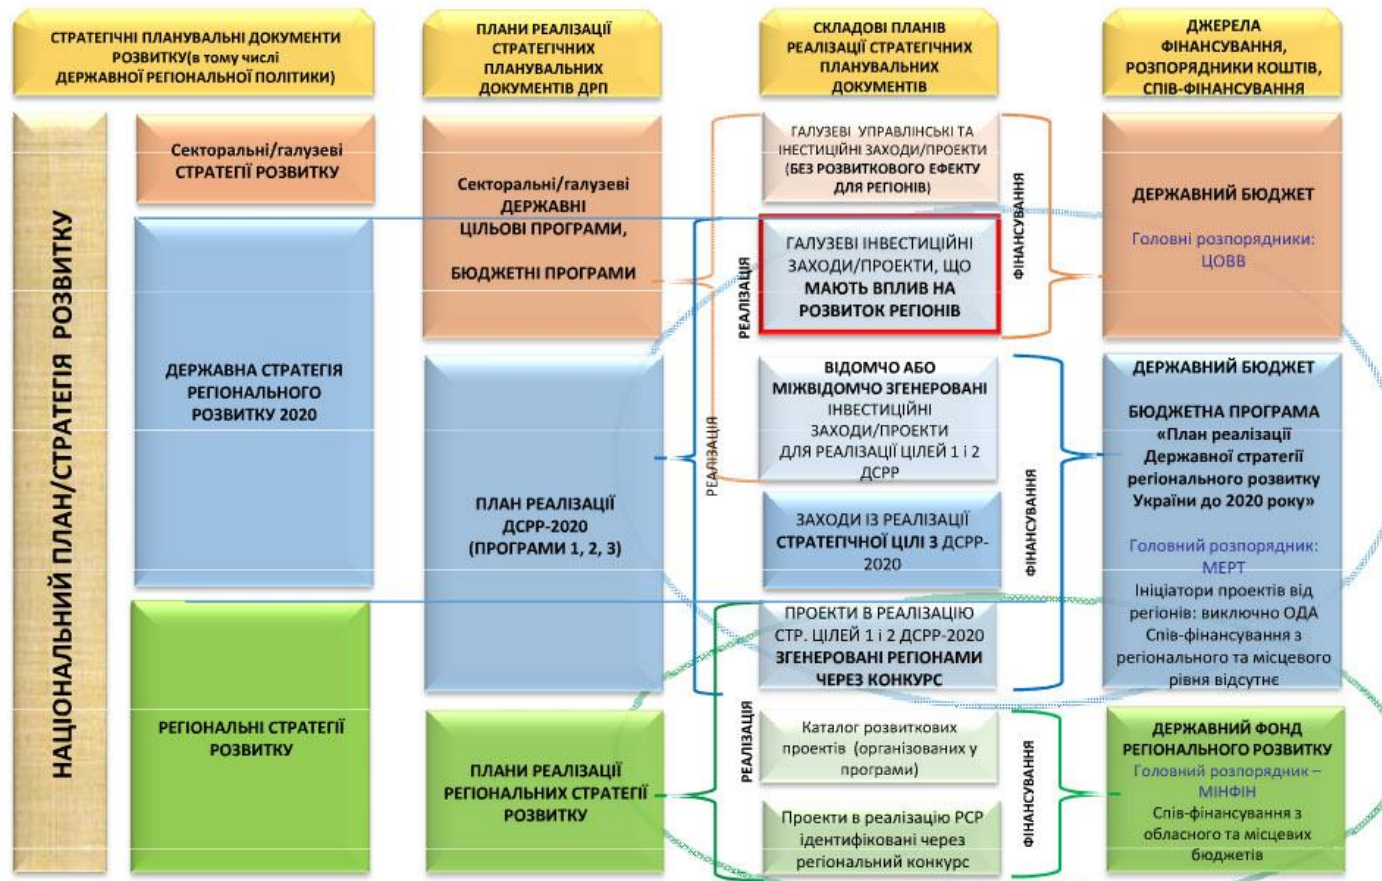 СТРАТЕГІЧНІ ПЛАНУВАЛЬНІ ДОКУМЕНТИ
РОЗВИТКУ(в тому числі
ДЕРЖАВНОЇ РЕГІОНАЛЬНОЇ ПОЛІТИКИ)
ПЛАНИ РЕАЛІЗАЦІЇ
СТРАТЕГІЧНИХ
ПЛАНУВАЛЬНИХ
ДОКУМЕНТІВ ДРП
СКЛАДОВІ ПЛАНІВ
РЕАЛІЗАЦІЇ СТРАТЕГІЧНИХ
ПЛАНУВАЛЬНИХ
ДОКУМЕНТІВ
ДЖЕРЕЛА
ФІНАНСУВАННЯ,
РОЗПОРЯДНИКИ КОШТІВ,
СПІВ-ФІНАНСУВАННЯ
НАЦІОНАЛЬНИЙ ПЛАН/СТРАТЕГІЯ РОЗВИТКУ
Секторальні/галузеві
СТРАТЕГІЇ РОЗВИТКУ
ДЕРЖАВНА СТРАТЕГІЯ
РЕГІОНАЛЬНОГО
РОЗВИТКУ 2020
РЕГІОНАЛЬНІ СТРАТЕГІЇ
РОЗВИТКУ
Секторальні/галузеві
ДЕРЖАВНІ
ЦІЛЬОВІ ПРОГРАМИ,
БЮДЖЕТНІ ПРОГРАМИ
ПЛАН РЕАЛІЗАЦІЇ
ДСРР-2020
(ПРОГРАМИ 1, 2, 3)
ПЛАНИ РЕАЛІЗАЦІЇ
РЕГІОНАЛЬНИХ СТРАТЕГІЇ
РОЗВИТКУ
РЕАЛІЗАЦІЯ
РЕАЛІЗАЦІЯ
РЕАЛІЗАЦІЯ
ГАЛУЗЕВІ УПРАВЛІНСЬКІ ТА
ІНЕСТИЦІЙНІ ЗАХОДИ/ПРОЕКТИ
(БЕЗ РОЗВИТКОВОГО ЕФЕКТУ
ДЛЯ РЕГІОНІВ)
ГАЛУЗЕВІ ІНВЕСТИЦІЙНІ
ЗАХОДИ/ПРОЕКТИ, ЩО
МАЮТЬ ВПЛИВ НА
РОЗВИТОК РЕГІОНІВ
ВІДОМЧО АБО
МІЖВІДОМЧО ЗГЕНЕРОВАНІ
ІНВЕСТИЦІЙНІ
ЗАХОДИ/ПРОЕКТИ
ДЛЯ РЕАЛІЗАЦІЇ ЦІЛЕЙ 1 і 2
ДСРР
ЗАХОДИ ІЗ РЕАЛІЗАЦІЇ
СТРАТЕГІЧНОЇ ЦІЛІ 3 ДСРР-
2020
ПРОЕКТИ В РЕАЛІЗАЦІЮ
СТР. ЦІЛЕЙ 1 і 2 ДСРР-2020
ЗГЕНЕРОВАНІ РЕГІОНАМИ
ЧЕРЕЗ КОНКУРС
Каталог розвиткових
проектів (організованих у
програми)
Проекти в реалізацію РСР
ідентифіковані через
регіональний конкурс
ФІНАНСУВАННЯ
ФІНАНСУВАННЯ
ФІНАНСУВАННЯ
ДЕРЖАВНИЙ БЮДЖЕТ
Головні розпорядники:
ЦОВВ
ДЕРЖАВНИЙ БЮДЖЕТ
БЮДЖЕТНА ПРОГРАМА
«План реалізації
Державної стратегії
регіонального розвитку
України до 2020 року»
Головний розпорядник:
МЕРТ
Ініціатори проектів від
регіонів: виключно ОДА
Спів-фінансування з
регіонального та місцевого
рівня відсутнє
ДЕРЖАВНИЙ ФОНД
РЕГІОНАЛЬНОГО РОЗВИТКУ
Головний розпорядник –
МІНФІН
Спів-фінансування з
обласного та місцевих
бюджетів